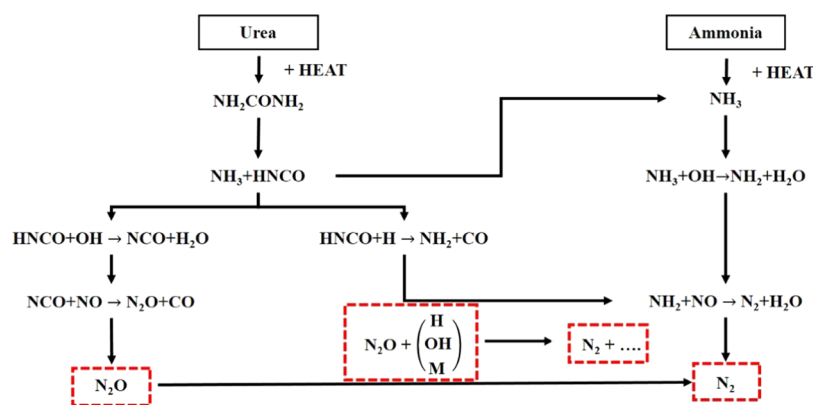 Urea
Ammonia
+ HEAT
+ HEAT
NH₂CONH₂
NH₃
NH₃+HNCO
NH₃+OH→NH₂+H₂O
HNCO+OH → NCO+H₂O
HNCO+H → NH₂+CO
NCO+NO → N₂O+CO
NH₂+NO → N₂+H₂O
H
N₂O + ( OH )
M
N₂ + ....
N₂O
N₂